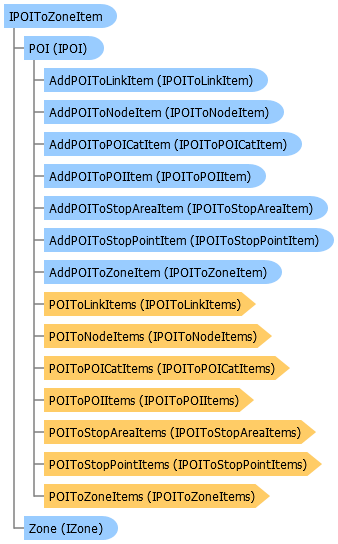 IPOIToZoneItem
POI (IPOI)
AddPOIToLinkItem (IPOIToLinkItem)
AddPOIToNodeItem (IPOIToNodeItem)
AddPOIToPOICatItem (IPOIToPOICatItem)
AddPOIToPOIItem (IPOIToPOIItem)
AddPOIToStopAreaItem (IPOIToStopAreaItem)
AddPOIToStopPointItem (IPOIToStopPointItem)
AddPOIToZoneItem (IPOIToZoneItem)
POIToLinkItems (IPOIToLinkItems)
POIToNodeItems (IPOIToNodeItems)
POIToPOICatItems (IPOIToPOICatItems)
POIToPOIItems (IPOIToPOIItems)
POIToStopAreaItems (IPOIToStopAreaItems)
POIToStopPointItems (IPOIToStopPointItems)
POIToZoneItems (IPOIToZoneItems)
Zone (IZone)